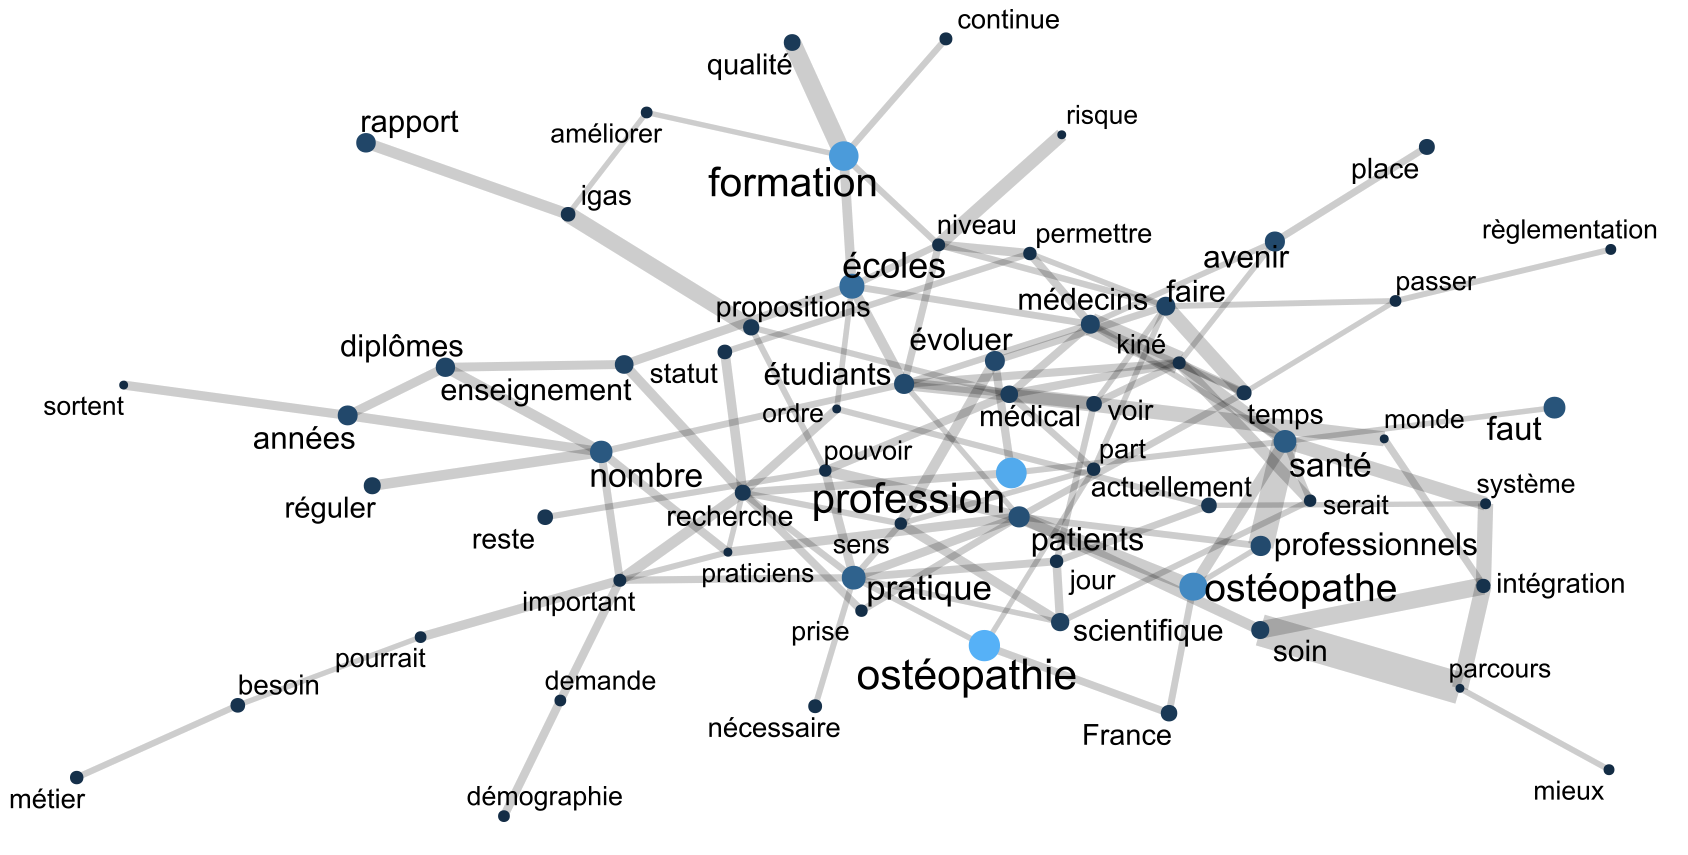 continue
qualité
risque
rapport
améliorer
place
formation
igas
niveau
permettre
règlementation
avenir
écoles
passer
faire
médecins
propositions
évoluer
kiné
diplômes
statut
étudiants
enseignement
sortent
ordre
médical
voir
temps
monde
faut
années
pouvoir
part
santé
nombre
actuellement
système
profession
réguler
serait
recherche
reste
sens
patients
professionnels
praticiens
jour
intégration
pratique
ostéopathe
important
prise
scientifique
soin
pourrait
parcours
ostéopathie
besoin
demande
nécessaire
France
mieux
démographie
métier